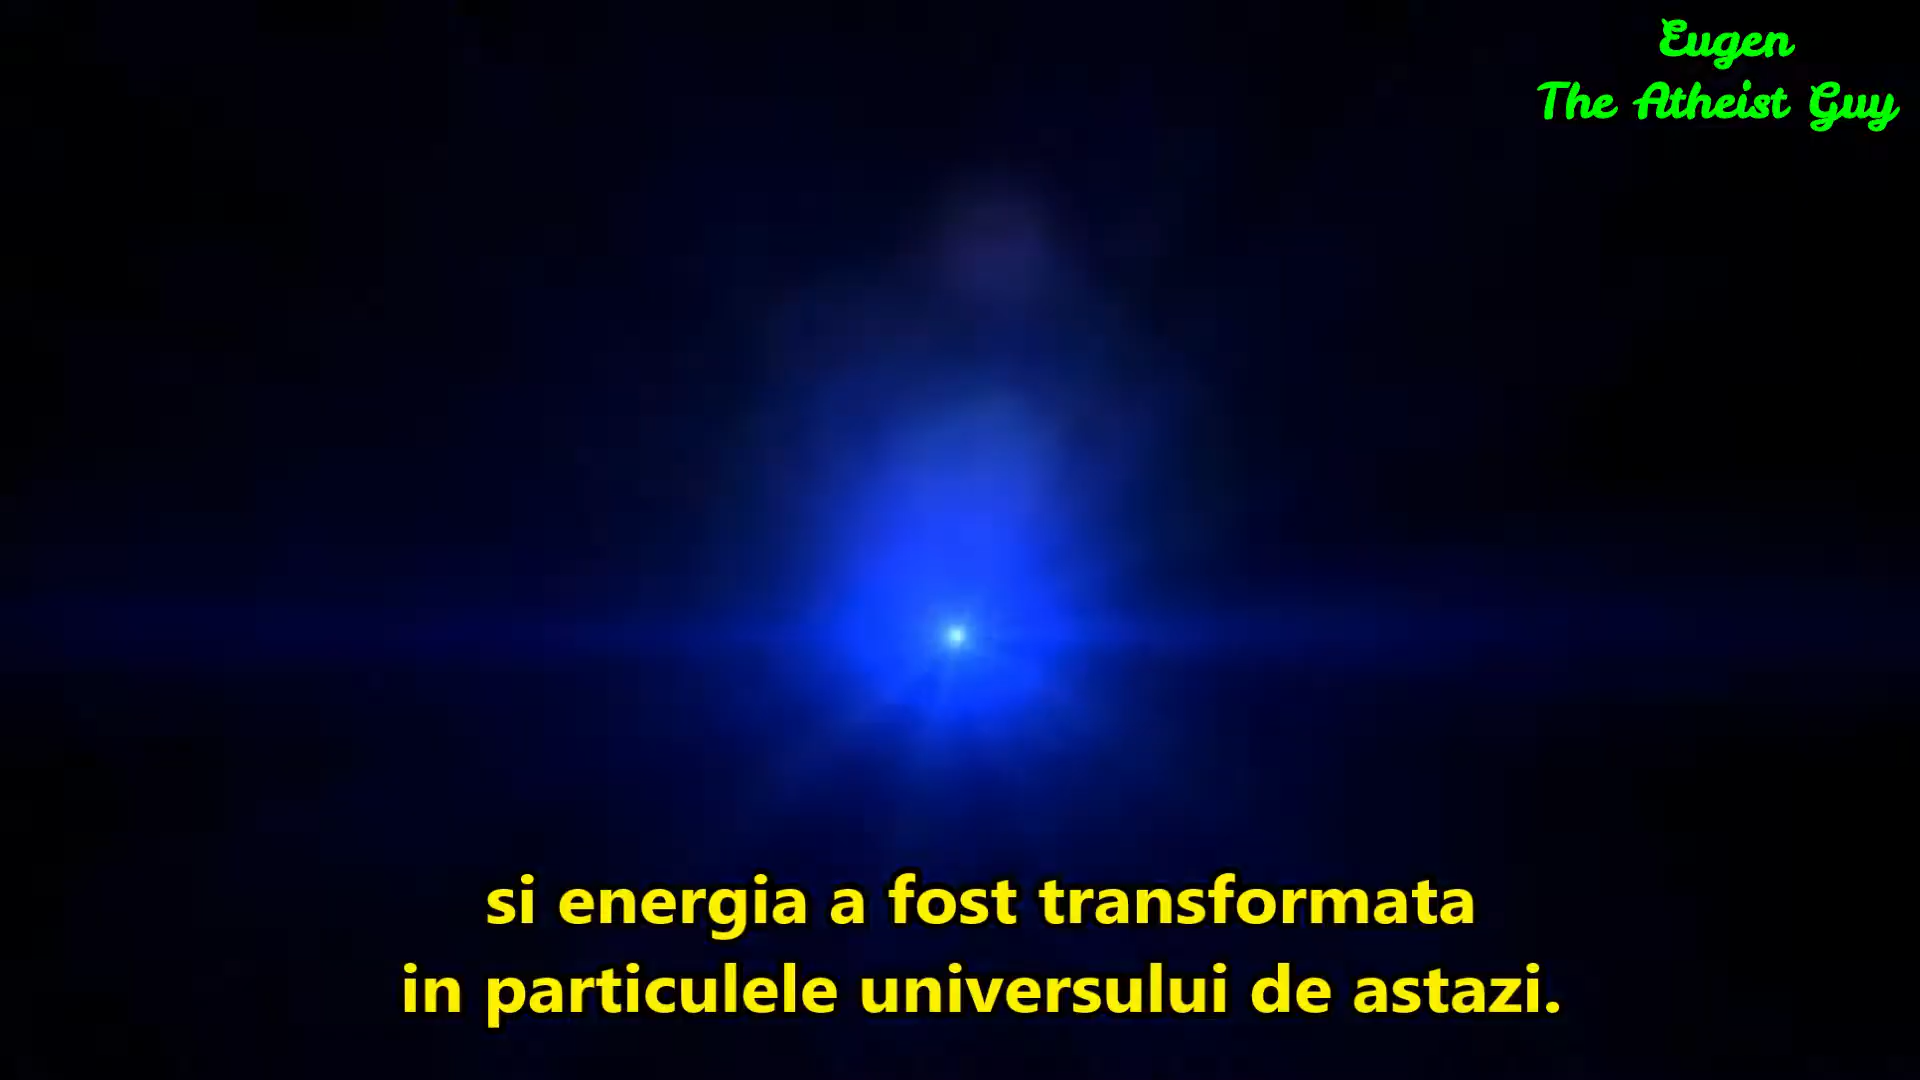 Eugen
The Atheist Guy
si energia a fost transformata
in particulele universului de astazi.